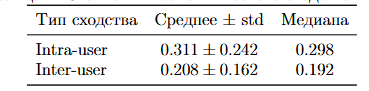 Тип сходства Среднее ± std Медиана
Intra-user 0.311 ± 0.242 0.298
Inter-user 0.208 ± 0.162 0.192